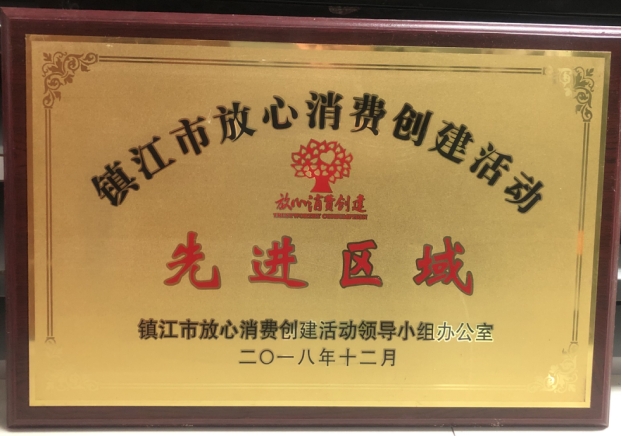 镇江市放心消费创建活动
放心消费创建
先进区域
镇江市放心消费创建活动领导小组办公室
二〇一八年十二月